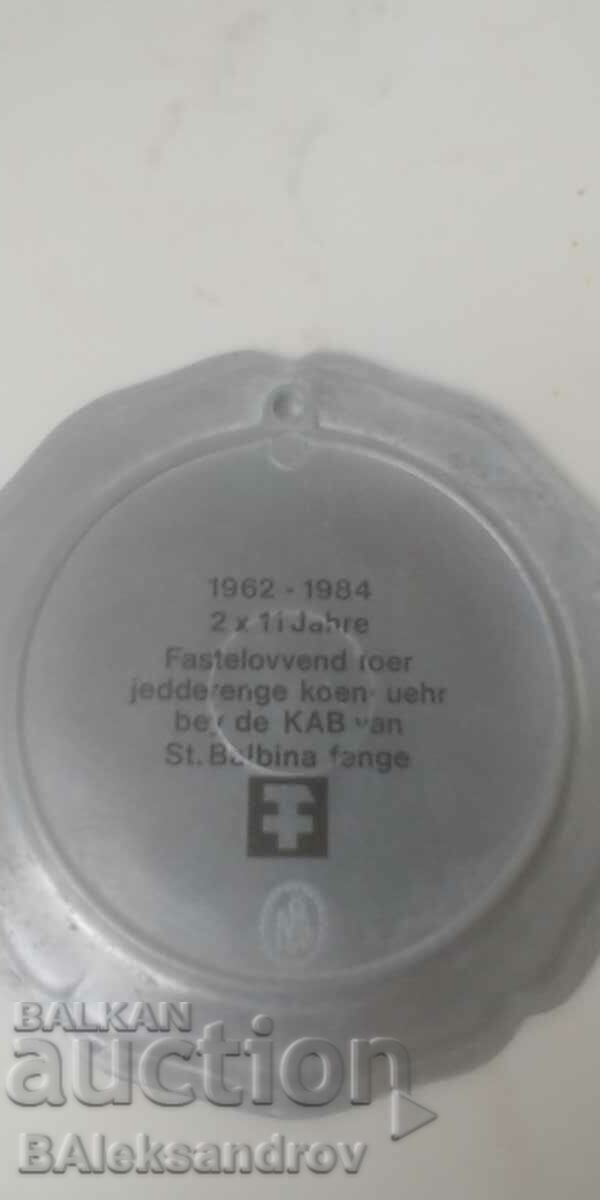 1962 - 1984
2 x 11 Jahre
Fastelovvend foer
jedderenge koen uehr
bey de KAB van
St. Balbina fange
BALKAN
auction
BAleksandrov